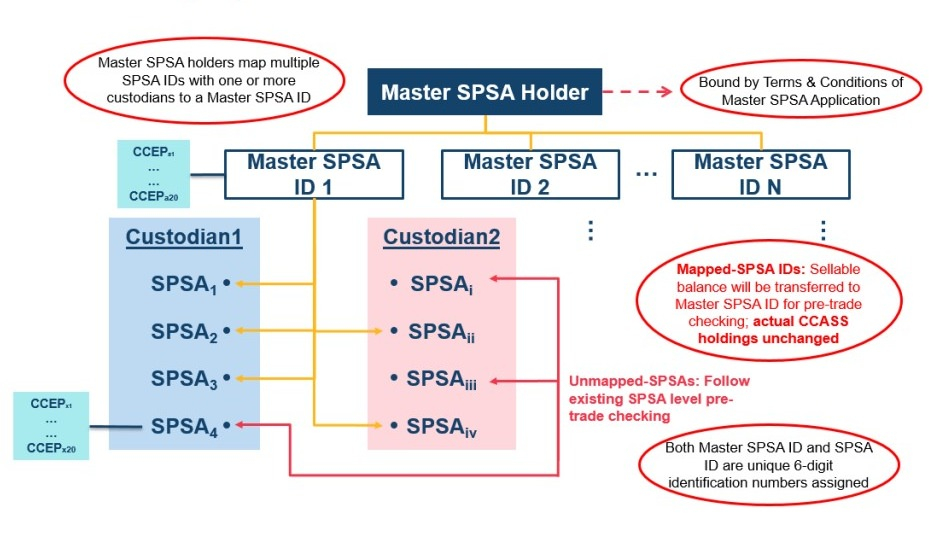 Master SPSA holders map multiple
SPSA IDs with one or more
custodians to a Master SPSA ID
Master SPSA Holder
Bound by Terms & Conditions of
Master SPSA Application
CCEPa1
...
...
CCEPa20
Master SPSA
ID 1
Master SPSA
ID 2
...
Master SPSA
ID N
Custodian1
SPSA1 •
SPSA2 •
SPSA3 •
SPSA4 •
Custodian2
• SPSAi
• SPSAii
• SPSAiii
• SPSAiv
Mapped-SPSA IDs: Sellable
balance will be transferred to
Master SPSA ID for pre-trade
checking; actual CCASS
holdings unchanged
Unmapped-SPSAs: Follow
existing SPSA level pre-
trade checking
CCEPx1
...
...
CCEPx20
Both Master SPSA ID and SPSA
ID are unique 6-digit
identification numbers assigned